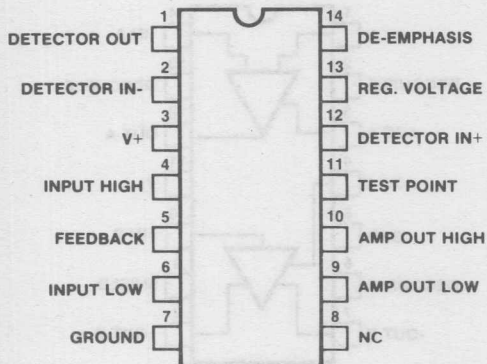 1 14
DETECTOR OUT DE-EMPHASIS
2 13
DETECTOR IN- REG. VOLTAGE
3 12
V+ DETECTOR IN+
4 11
INPUT HIGH TEST POINT
5 10
FEEDBACK AMP OUT HIGH
6 9
INPUT LOW AMP OUT LOW
7 8
GROUND NC